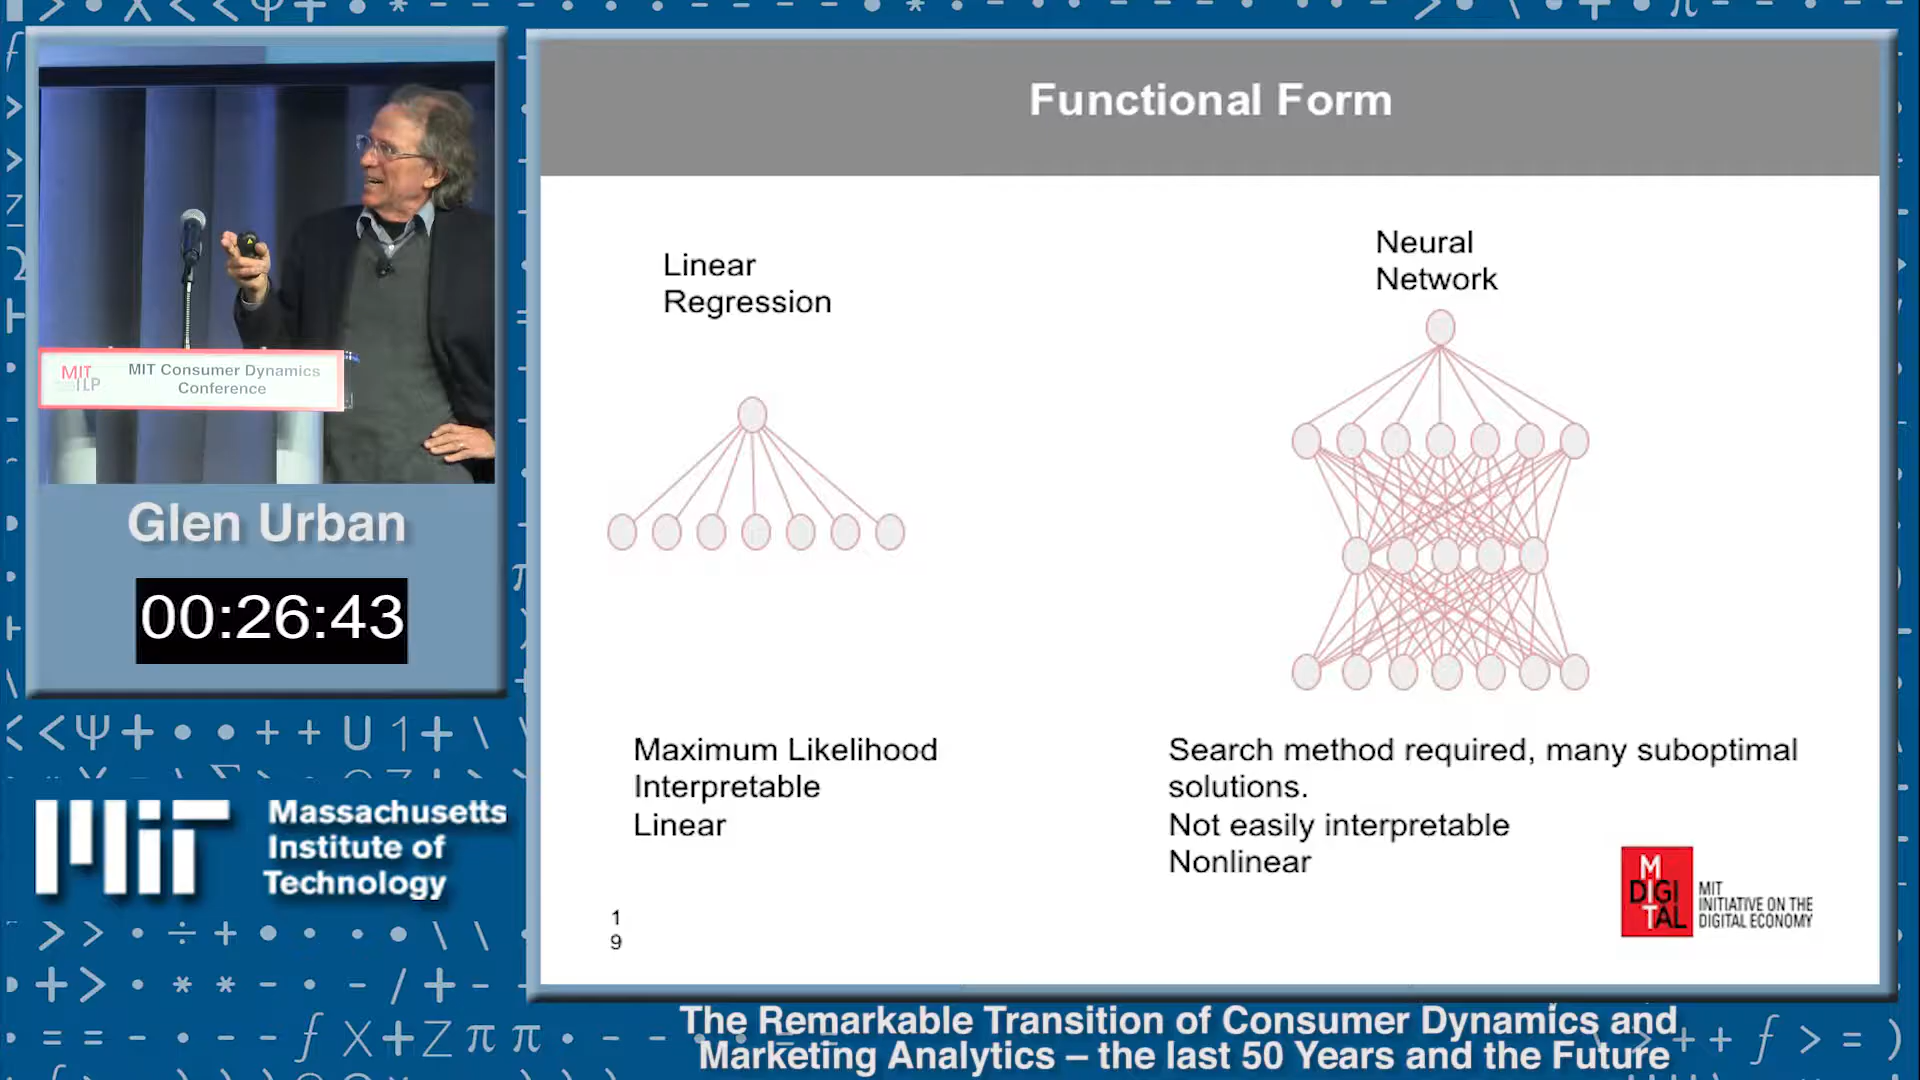 Functional Form
Linear
Regression
Neural
Network
Maximum Likelihood
Interpretable
Linear
Search method required, many suboptimal
solutions.
Not easily interpretable
Nonlinear
1
9
M
DIGI
TAL
MIT
INITIATIVE ON THE
DIGITAL ECONOMY
MIT
ILP
MIT Consumer Dynamics
Conference
Glen Urban
00:26:43
MIT
Massachusetts
Institute of
Technology
The Remarkable Transition of Consumer Dynamics and
Marketing Analytics – the last 50 Years and the Future